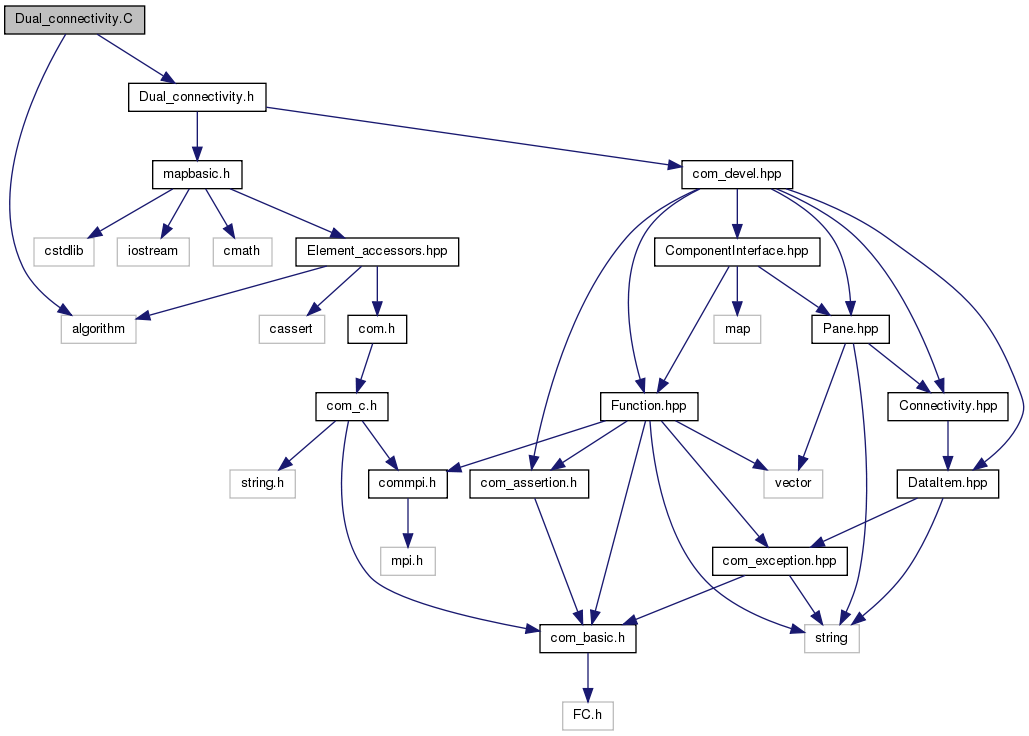 Dual_connectivity.C
Dual_connectivity.h
mapbasic.h
com_devel.hpp
cstdlib
iostream
cmath
Element_accessors.hpp
ComponentInterface.hpp
algorithm
cassert
com.h
map
Pane.hpp
com_c.h
Function.hpp
Connectivity.hpp
string.h
commpi.h
com_assertion.h
vector
DataItem.hpp
mpi.h
com_exception.hpp
com_basic.h
string
FC.h